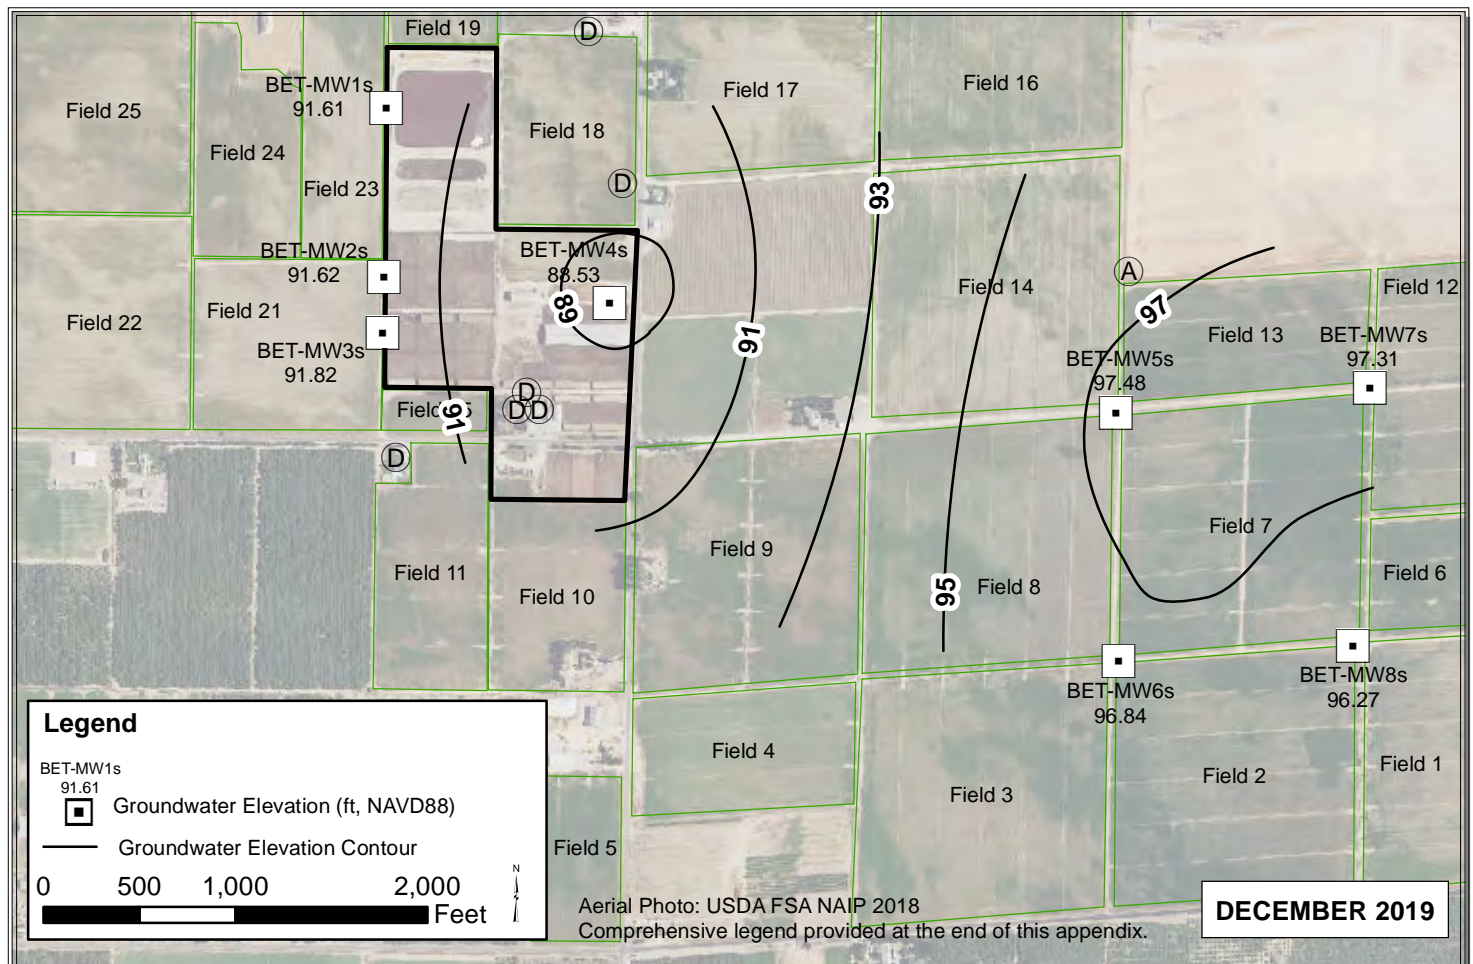 Field 19
D
Field 25
Field 24
BET-MW1s
91.61
Field 23
Field 18
D
Field 17
Field 16
93
BET-MW2s
91.62
Field 21
Field 22
BET-MW3s
91.82
BET-MW4s
88.53
89
91
Field 14
A
97
Field 13
Field 12
BET-MW7s
97.31
BET-MW5s
97.48
D
DD
91
D
Field 11
Field 10
Field 9
95
Field 8
Field 7
Field 6
BET-MW6s
96.84
BET-MW8s
96.27
Field 4
Field 3
Field 2
Field 1
Field 5
Legend
BET-MW1s
91.61
Groundwater Elevation (ft, NAVD88)
Groundwater Elevation Contour
0 500 1,000 2,000
Feet
N
Aerial Photo: USDA FSA NAIP 2018
Comprehensive legend provided at the end of this appendix.
DECEMBER 2019